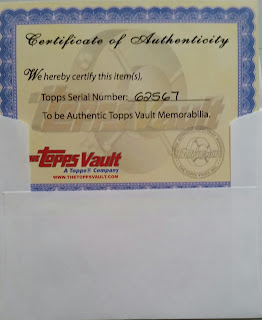 Certificate of Authenticity
We hereby certify this item(s),
Topps Serial Number: 62567
To be Authentic Topps Vault Memorabilia.
THE Topps Vault
A Topps® Company
WWW.THETOPPSVAULT.COM